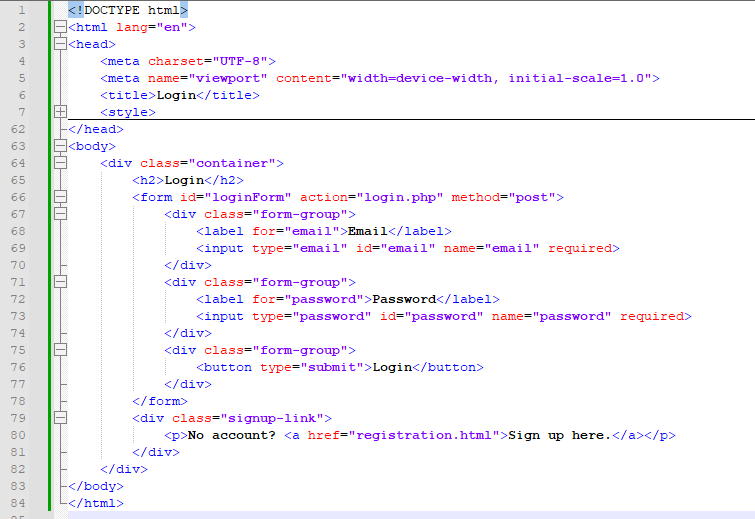 1 <!DOCTYPE html>
2 <html lang="en">
3 <head>
4 <meta charset="UTF-8">
5 <meta name="viewport" content="width=device-width, initial-scale=1.0">
6 <title>Login</title>
7 <style>
62 </head>
63 <body>
64 <div class="container">
65 <h2>Login</h2>
66 <form id="loginForm" action="login.php" method="post">
67 <div class="form-group">
68 <label for="email">Email</label>
69 <input type="email" id="email" name="email" required>
70 </div>
71 <div class="form-group">
72 <label for="password">Password</label>
73 <input type="password" id="password" name="password" required>
74 </div>
75 <div class="form-group">
76 <button type="submit">Login</button>
77 </div>
78 </form>
79 <div class="signup-link">
80 <p>No account? <a href="registration.html">Sign up here.</a></p>
81 </div>
82 </div>
83 </body>
84 </html>